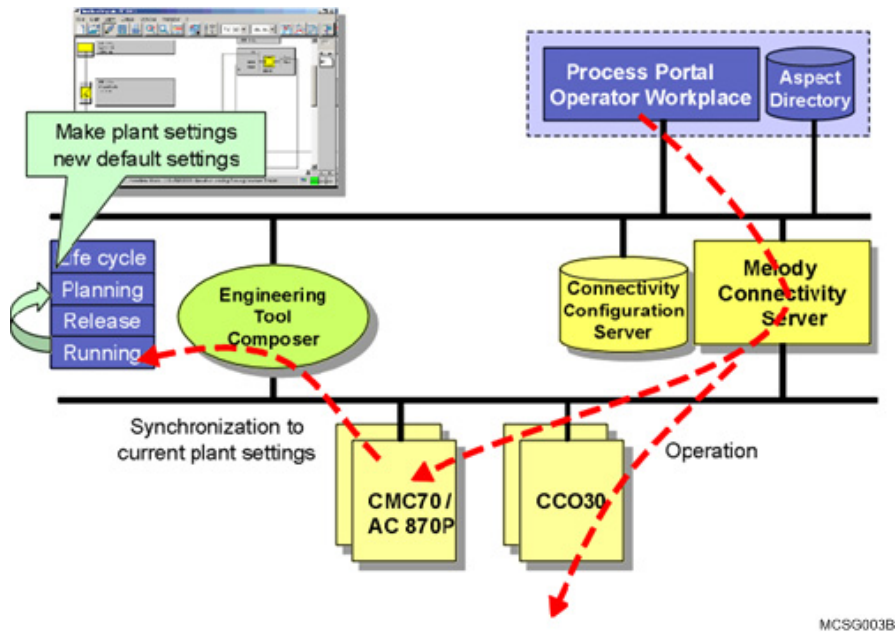 Process Portal
Operator Workplace
Aspect
Directory
Make plant settings
new default settings
Life cycle
Planning
Release
Running
Engineering
Tool
Composer
Connectivity
Configuration
Server
Melody
Connectivity
Server
Synchronization to
current plant settings
Operation
CMC70 /
AC 870P
CCO30
MCSG003B